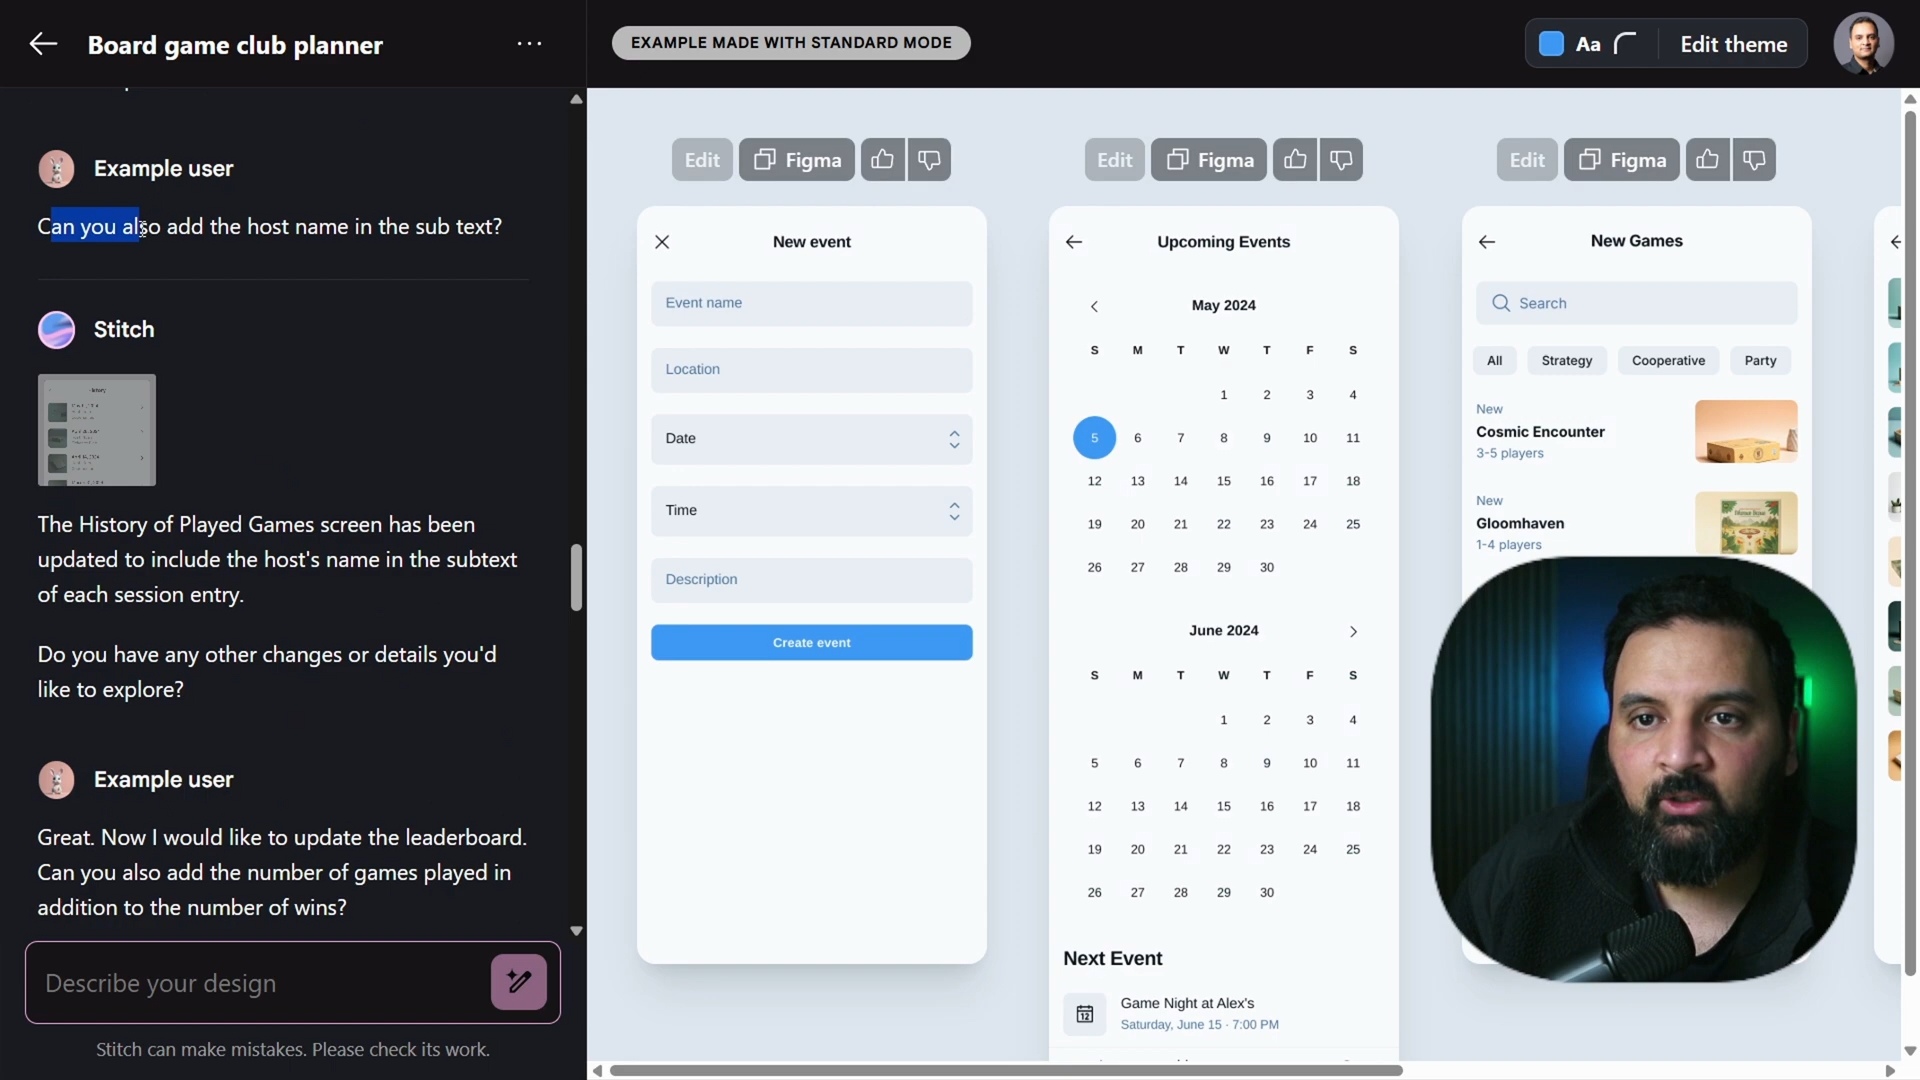 Board game club planner
EXAMPLE MADE WITH STANDARD MODE
Aa
Edit theme
Example user
Can you also add the host name in the sub text?
Stitch
History
The History of Played Games screen has been
updated to include the host's name in the subtext
of each session entry.
Do you have any other changes or details you'd
like to explore?
Example user
Great. Now I would like to update the leaderboard.
Can you also add the number of games played in
addition to the number of wins?
Describe your design
Stitch can make mistakes. Please check its work.
Edit Figma
New event
Event name
Location
Date
Time
Description
Create event
Edit Figma
Upcoming Events
May 2024
S M T W T F S
1 2 3 4
5 6 7 8 9 10 11
12 13 14 15 16 17 18
19 20 21 22 23 24 25
26 27 28 29 30
June 2024
S M T W T F S
1 2 3 4
5 6 7 8 9 10 11
12 13 14 15 16 17 18
19 20 21 22 23 24 25
26 27 28 29 30
Next Event
12
Game Night at Alex's
Saturday, June 15 · 7:00 PM
Edit Figma
New Games
Search
All Strategy Cooperative Party
New
Cosmic Encounter
3-5 players
New
Gloomhaven
1-4 players